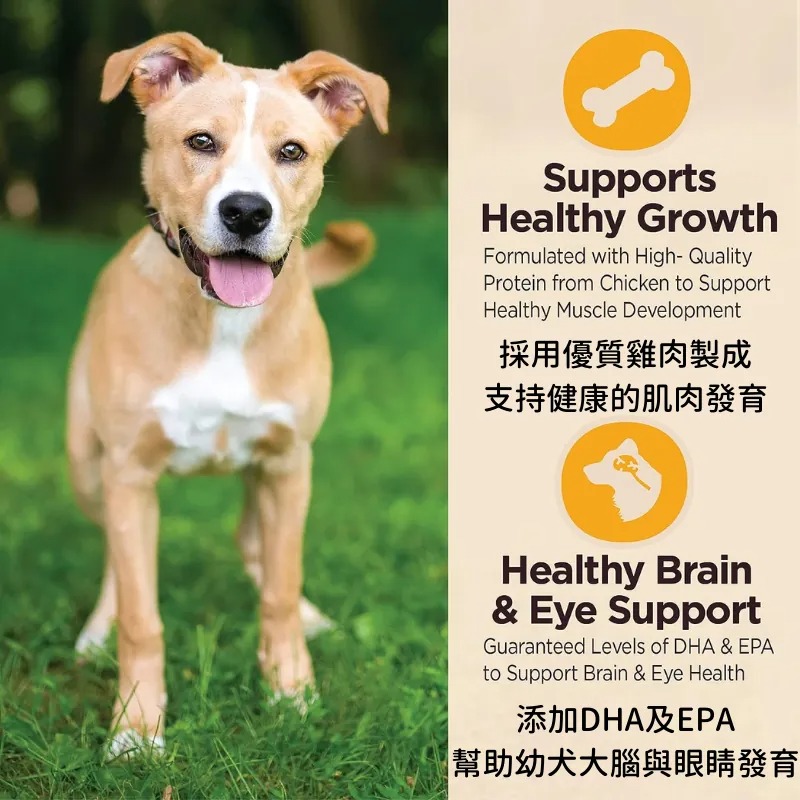 Supports
Healthy Growth
Formulated with High- Quality
Protein from Chicken to Support
Healthy Muscle Development
採用優質雞肉製成
支持健康的肌肉發育
Healthy Brain
& Eye Support
Guaranteed Levels of DHA & EPA
to Support Brain & Eye Health
添加DHA及EPA
幫助幼犬大腦與眼睛發育